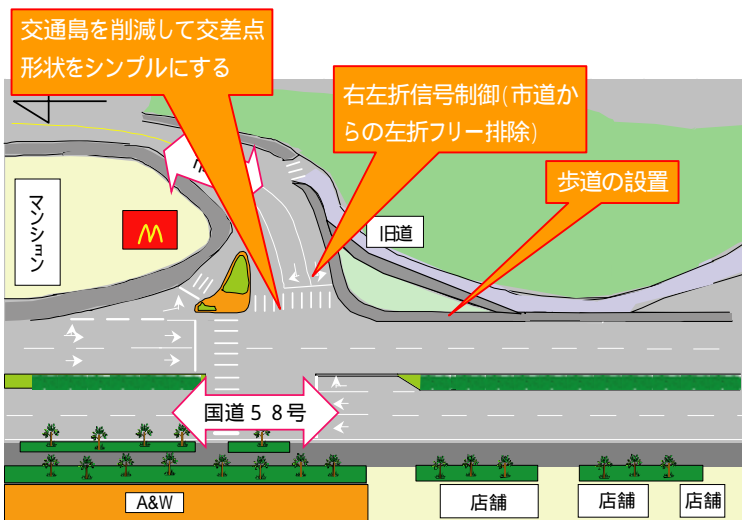 交通島を削減して交差点
形状をシンプルにする
右左折信号制御(市道か
らの左折フリー排除)
歩道の設置
マンション
旧道
国道58号
A&W
店舗
店舗
店舗